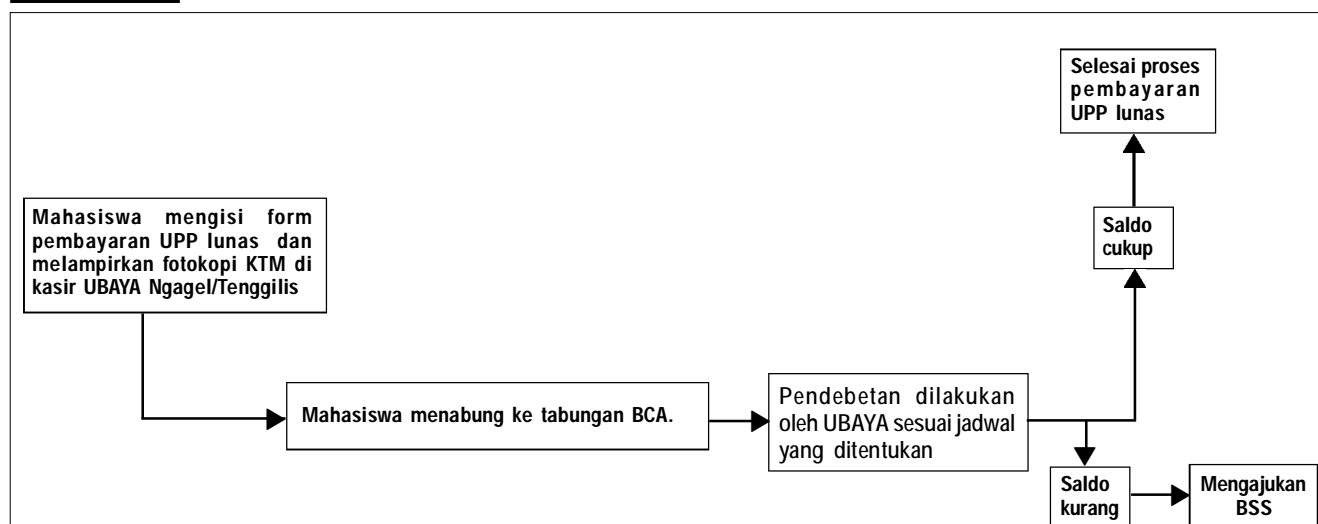 Mahasiswa mengisi form
pembayaran UPP lunas dan
melampirkan fotokopi KTM di
kasir UBAYA Ngagel/Tenggilis
Mahasiswa menabung ke tabungan BCA.
Pendebetan dilakukan
oleh UBAYA sesuai jadwal
yang ditentukan
Saldo
cukup
Selesai proses
pembayaran
UPP lunas
Saldo
kurang
Mengajukan
BSS